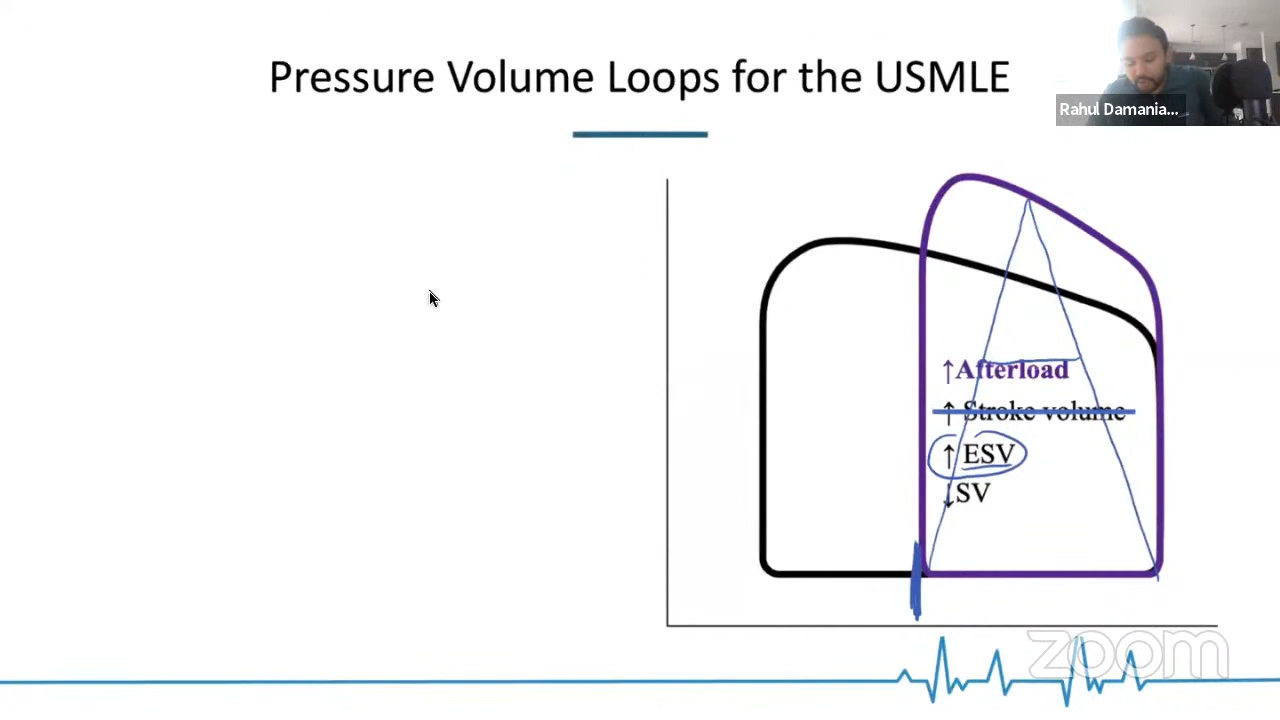 Pressure Volume Loops for the USMLE
Rahul Damania...
↑Afterload
↑ Stroke volume
↑ ESV
↓SV
zoom